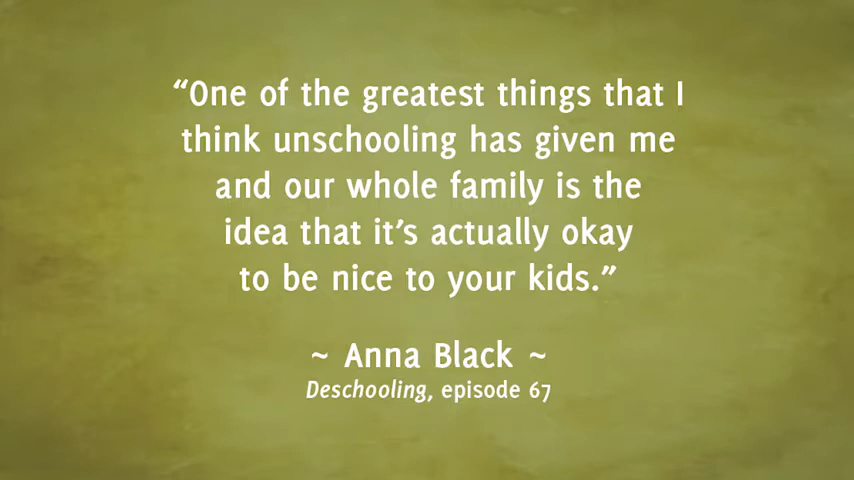 “One of the greatest things that I
think unschooling has given me
and our whole family is the
idea that it’s actually okay
to be nice to your kids.”
~ Anna Black ~
Deschooling, episode 67